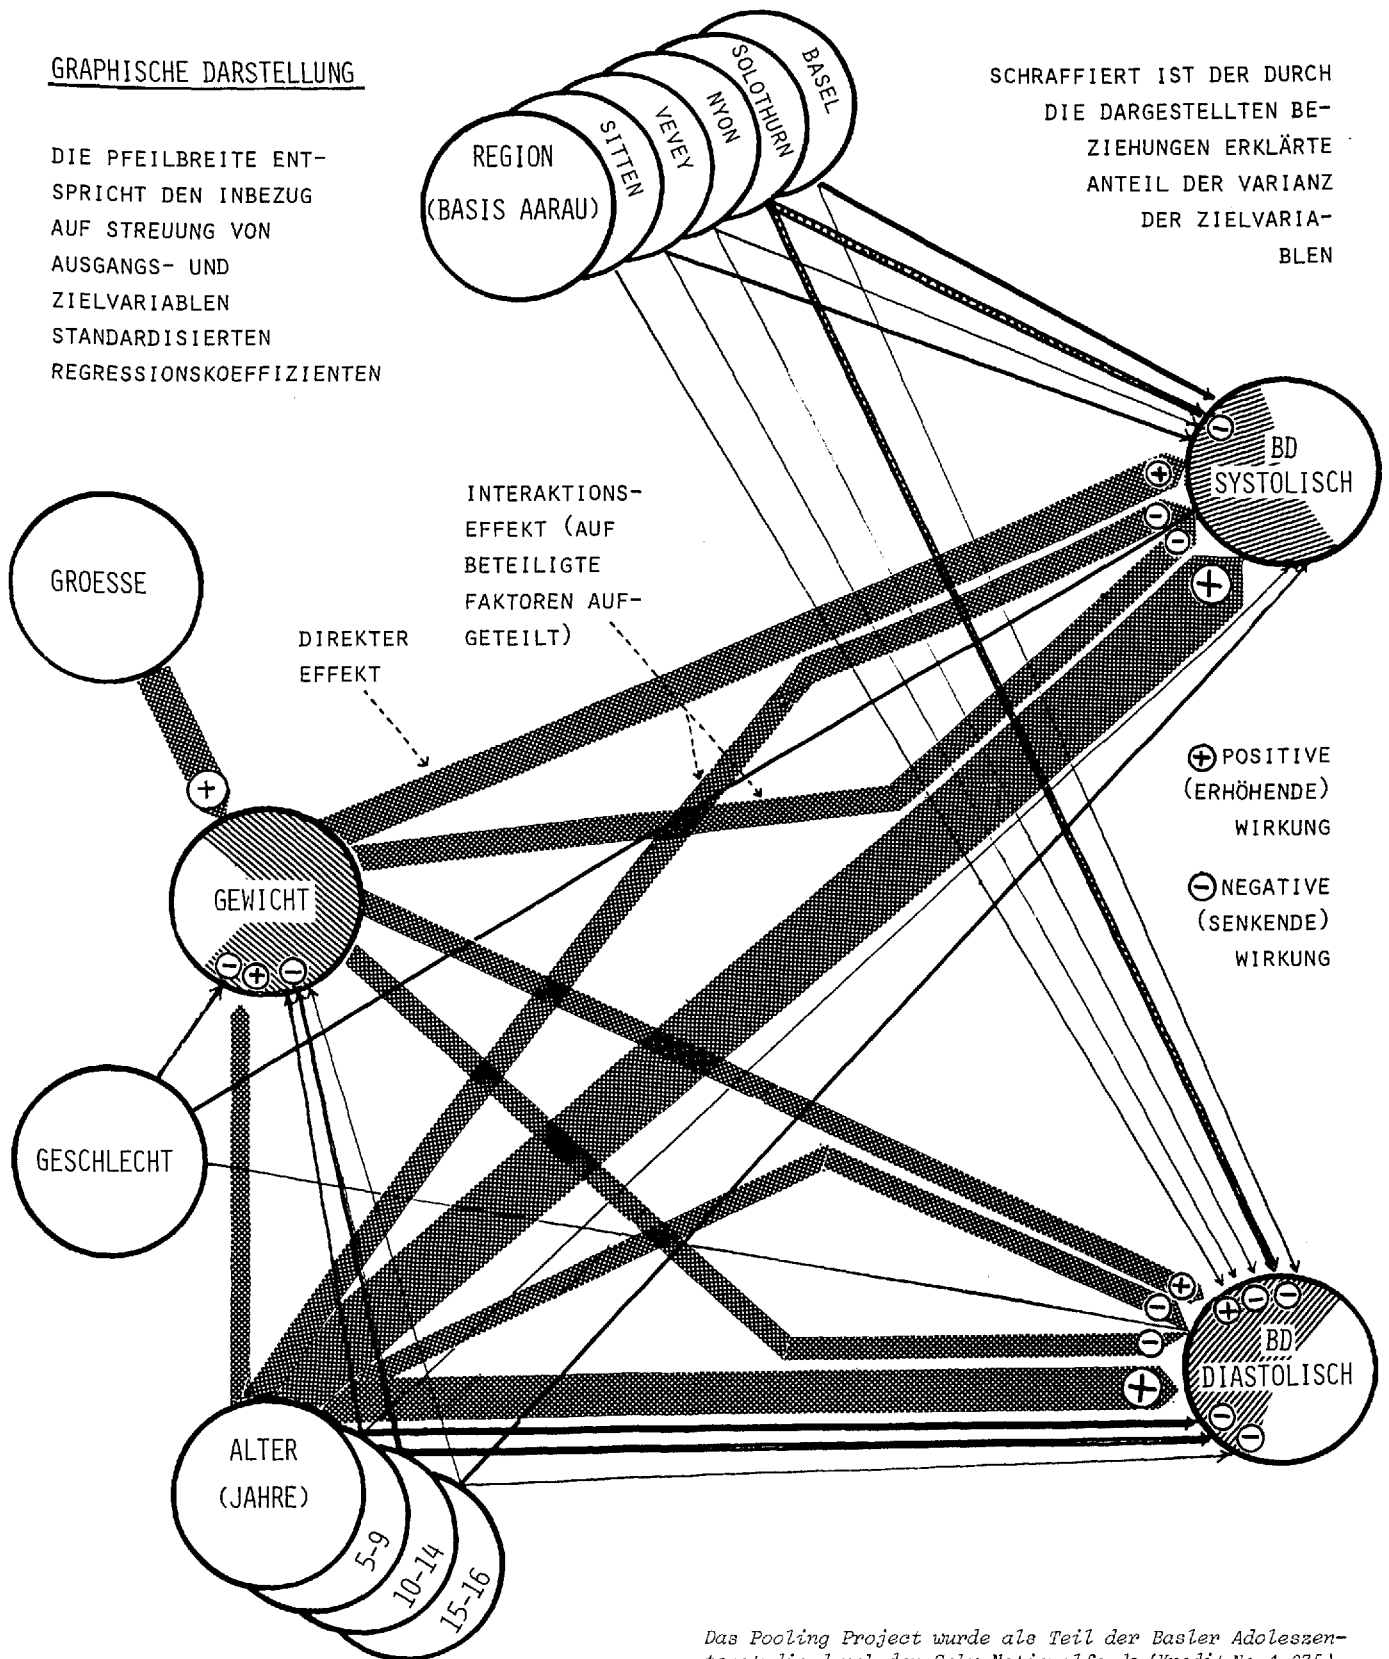 GRAPHISCHE DARSTELLUNG
DIE PFEILBREITE ENT-
SPRICHT DEN INBEZUG
AUF STREUUNG VON
AUSGANGS- UND
ZIELVARIABLEN
STANDARDISIERTEN
REGRESSIONSKOEFFIZIENTEN
REGION
(BASIS AARAU)
SITTEN
VEVEY
NYON
SOLOTHURN
BASEL
SCHRAFFIERT IST DER DURCH
DIE DARGESTELLTEN BE-
ZIEHUNGEN ERKLÄRTE
ANTEIL DER VARIANZ
DER ZIELVARIA-
BLEN
BD
SYSTOLISCH
GROESSE
INTERAKTIONS-
EFFEKT (AUF
BETEILIGTE
FAKTOREN AUF-
GETEILT)
DIREKTER
EFFEKT
⊕POSITIVE
(ERHÖHENDE)
WIRKUNG
⊖NEGATIVE
(SENKENDE)
WIRKUNG
GEWICHT
GESCHLECHT
BD
DIASTOLISCH
ALTER
(JAHRE)
5-9
10-14
15-16
Das Pooling Project wurde als Teil der Basler Adoleszen-